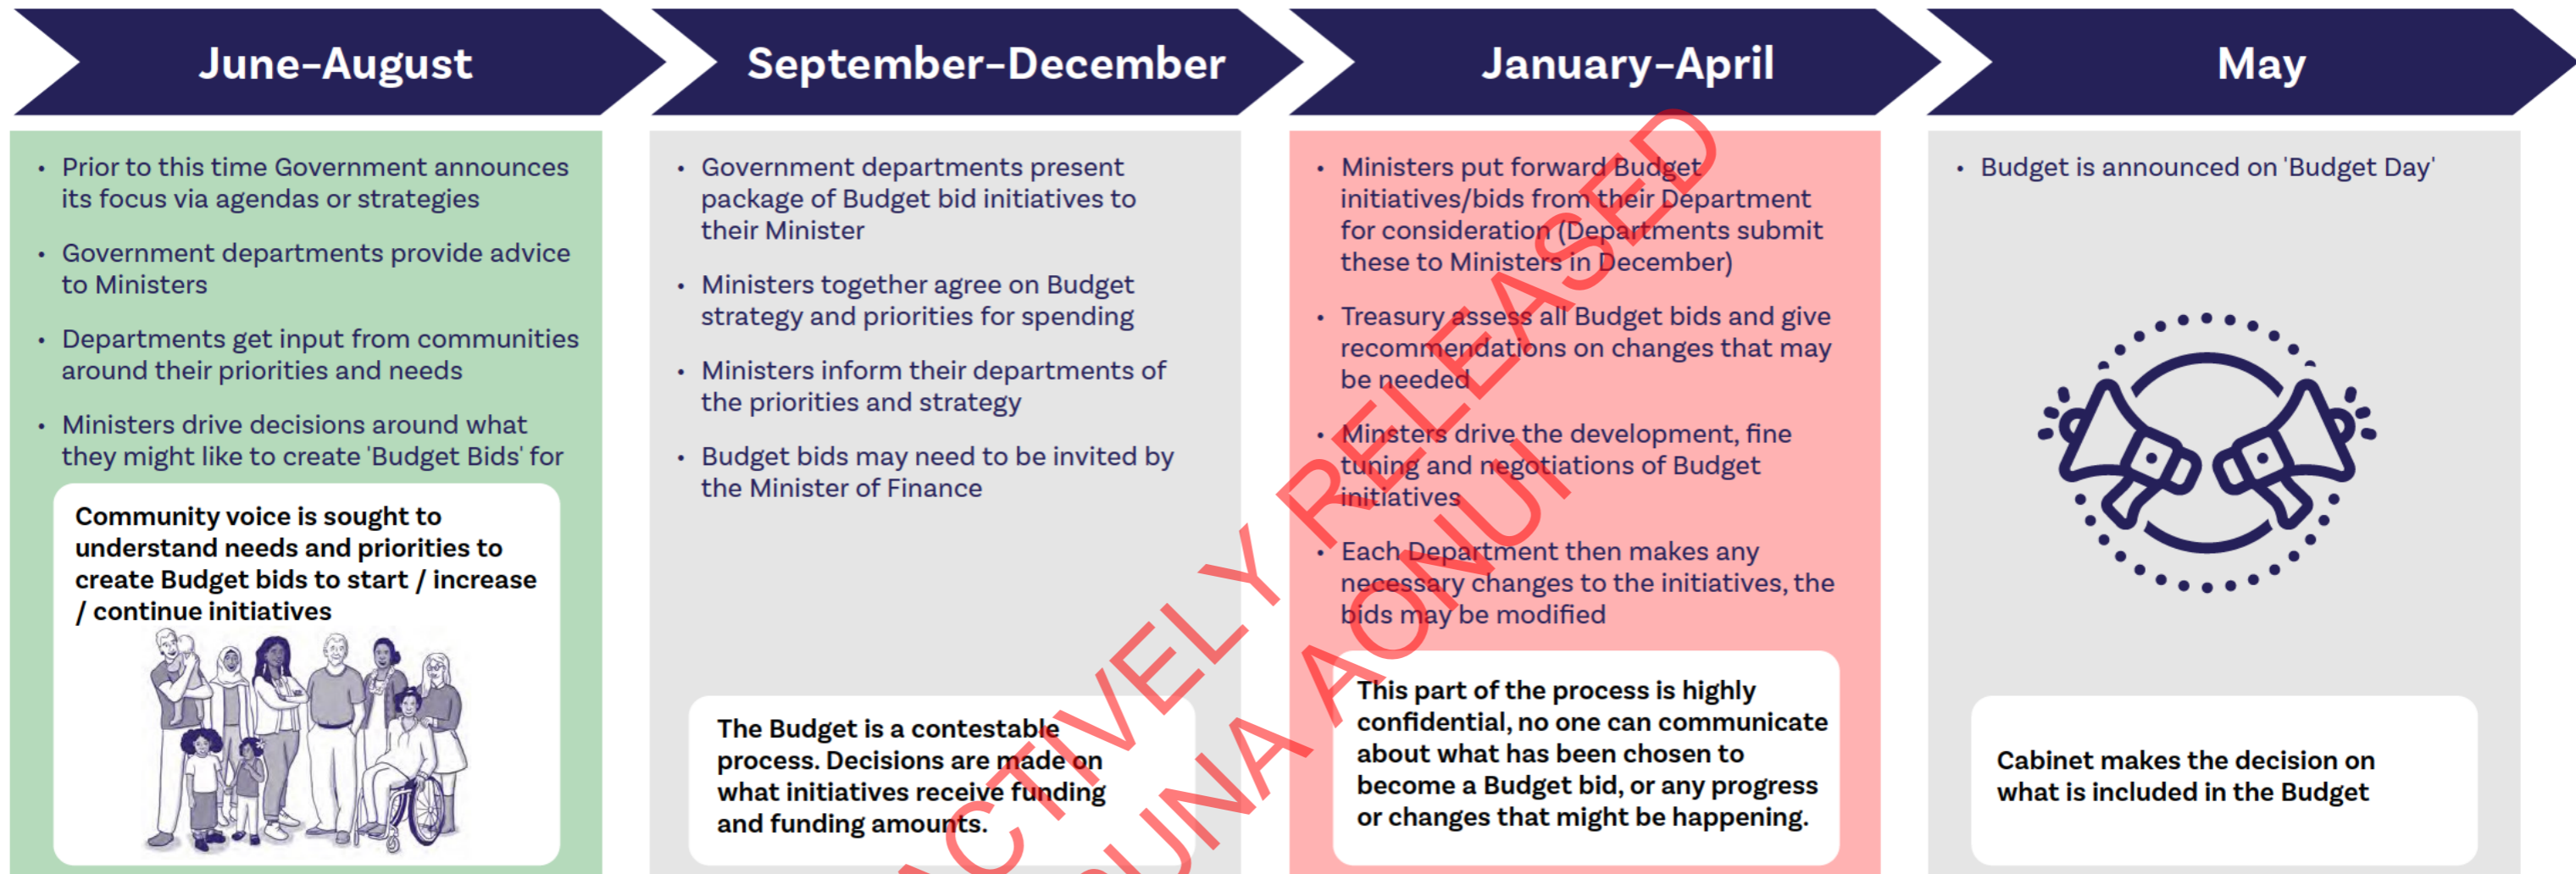 June–August
• Prior to this time Government announces
its focus via agendas or strategies
• Government departments provide advice
to Ministers
• Departments get input from communities
around their priorities and needs
• Ministers drive decisions around what
they might like to create 'Budget Bids' for
Community voice is sought to
understand needs and priorities to
create Budget bids to start / increase
/ continue initiatives
September–December
• Government departments present
package of Budget bid initiatives to
their Minister
• Ministers together agree on Budget
strategy and priorities for spending
• Ministers inform their departments of
the priorities and strategy
• Budget bids may need to be invited by
the Minister of Finance
The Budget is a contestable
process. Decisions are made on
what initiatives receive funding
and funding amounts.
January–April
• Ministers put forward Budget
initiatives/bids from their Department
for consideration (Departments submit
these to Ministers in December)
• Treasury assess all Budget bids and give
recommendations on changes that may
be needed
• Minsters drive the development, fine
tuning and negotiations of Budget
initiatives
• Each Department then makes any
necessary changes to the initiatives, the
bids may be modified
This part of the process is highly
confidential, no one can communicate
about what has been chosen to
become a Budget bid, or any progress
or changes that might be happening.
May
• Budget is announced on 'Budget Day'
Cabinet makes the decision on
what is included in the Budget
ACTIVELY RELEASED
PUNA AONUI